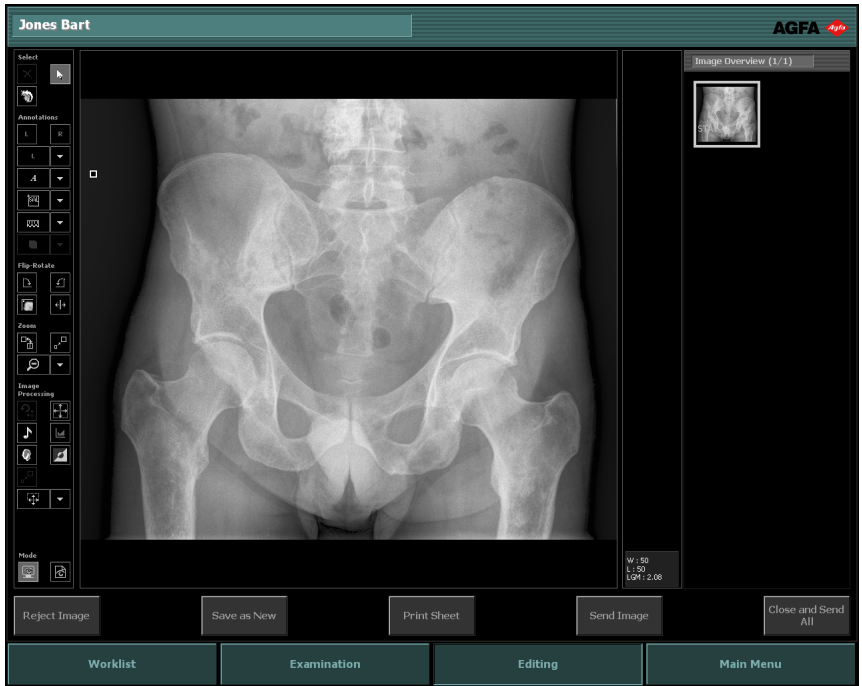 Jones Bart
AGFA Agfa
Select
Image Overview (1/1)
Annotations
L R
L
A
Flip-Rotate
Zoom
Image
Processing
Mode
W : 50
L : 50
LGM : 2.08
Reject Image
Save as New
Print Sheet
Send Image
Close and Send
All
Worklist
Examination
Editing
Main Menu